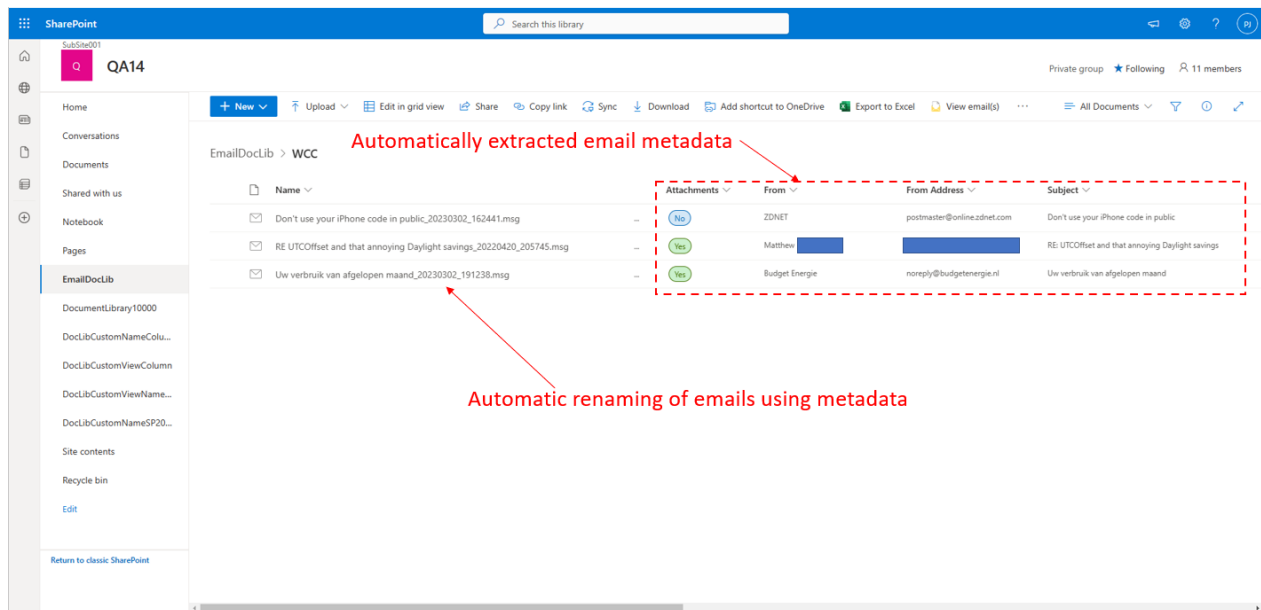 SharePoint
Search this library
PJ
SubSite001
Q
QA14
Private group ★ Following 11 members
Home
Conversations
Documents
Shared with us
Notebook
Pages
EmailDocLib
DocumentLibrary10000
DocLibCustomNameColu...
DocLibCustomViewColumn
DocLibCustomViewName...
DocLibCustomNameSP20...
Site contents
Recycle bin
Edit
Return to classic SharePoint
+ New Upload Edit in grid view Share Copy link Sync Download Add shortcut to OneDrive Export to Excel View email(s) ... All Documents
Automatically extracted email metadata
EmailDocLib > WCC
Name Attachments From From Address Subject
Don't use your iPhone code in public_20230302_162441.msg No ZDNET postmaster@online.zdnet.com Don't use your iPhone code in public
RE UTCOffset and that annoying Daylight savings_20220420_205745.msg Yes Matthew RE: UTCOffset and that annoying Daylight savings
Uw verbruik van afgelopen maand_20230302_191238.msg Yes Budget Energie noreply@budgetenergie.nl Uw verbruik van afgelopen maand
Automatic renaming of emails using metadata